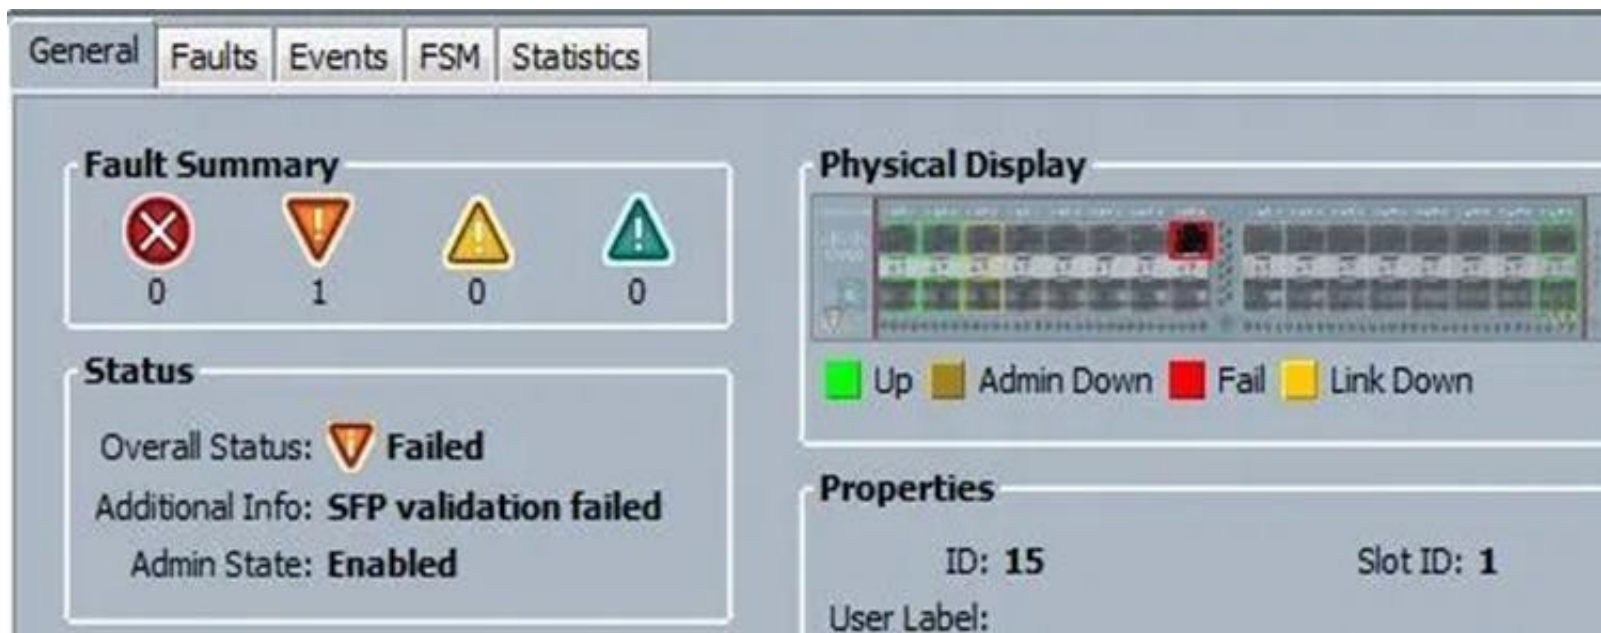 General Faults Events FSM Statistics
Fault Summary
0 1 0 0
Status
Overall Status: Failed
Additional Info: SFP validation failed
Admin State: Enabled
Physical Display
Up Admin Down Fail Link Down
Properties
ID: 15 Slot ID: 1
User Label: